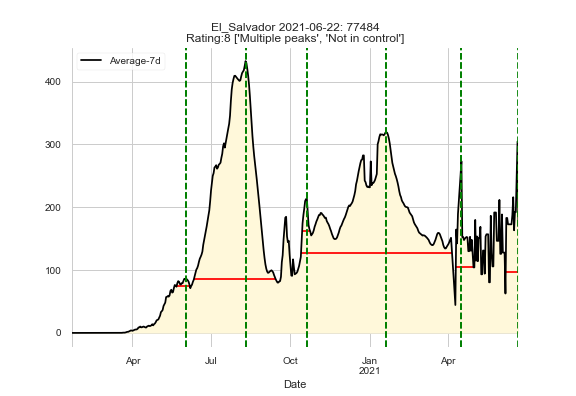 El_Salvador 2021-06-22: 77484
Rating:8 ['Multiple peaks', 'Not in control']
Average-7d
400
300
200
100
0
Apr
Jul
Oct
Jan
2021
Apr
Date